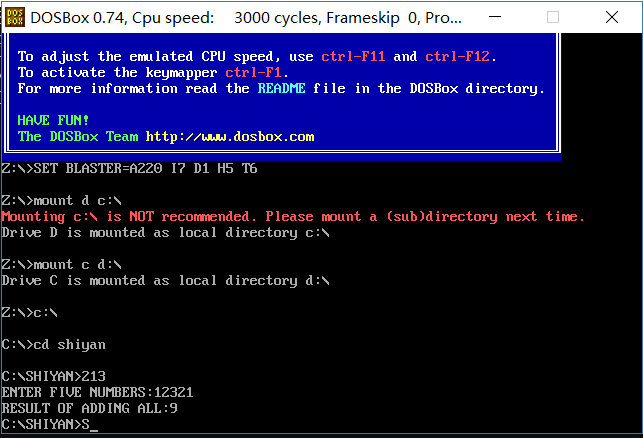 DOSBox 0.74, Cpu speed:    3000 cycles, Frameskip  0, Pro...
To adjust the emulated CPU speed, use ctrl-F11 and ctrl-F12.
To activate the keymapper ctrl-F1.
For more information read the README file in the DOSBox directory.
HAVE FUN!
The DOSBox Team http://www.dosbox.com
Z:\>SET BLASTER=A220 I7 D1 H5 T6
Z:\>mount d c:\
Mounting c:\ is NOT recommended. Please mount a (sub)directory next time.
Drive D is mounted as local directory c:\
Z:\>mount c d:\
Drive C is mounted as local directory d:\
Z:\>c:\
C:\>cd shiyan
C:\SHIYAN>213
ENTER FIVE NUMBERS:12321
RESULT OF ADDING ALL:9
C:\SHIYAN>S_